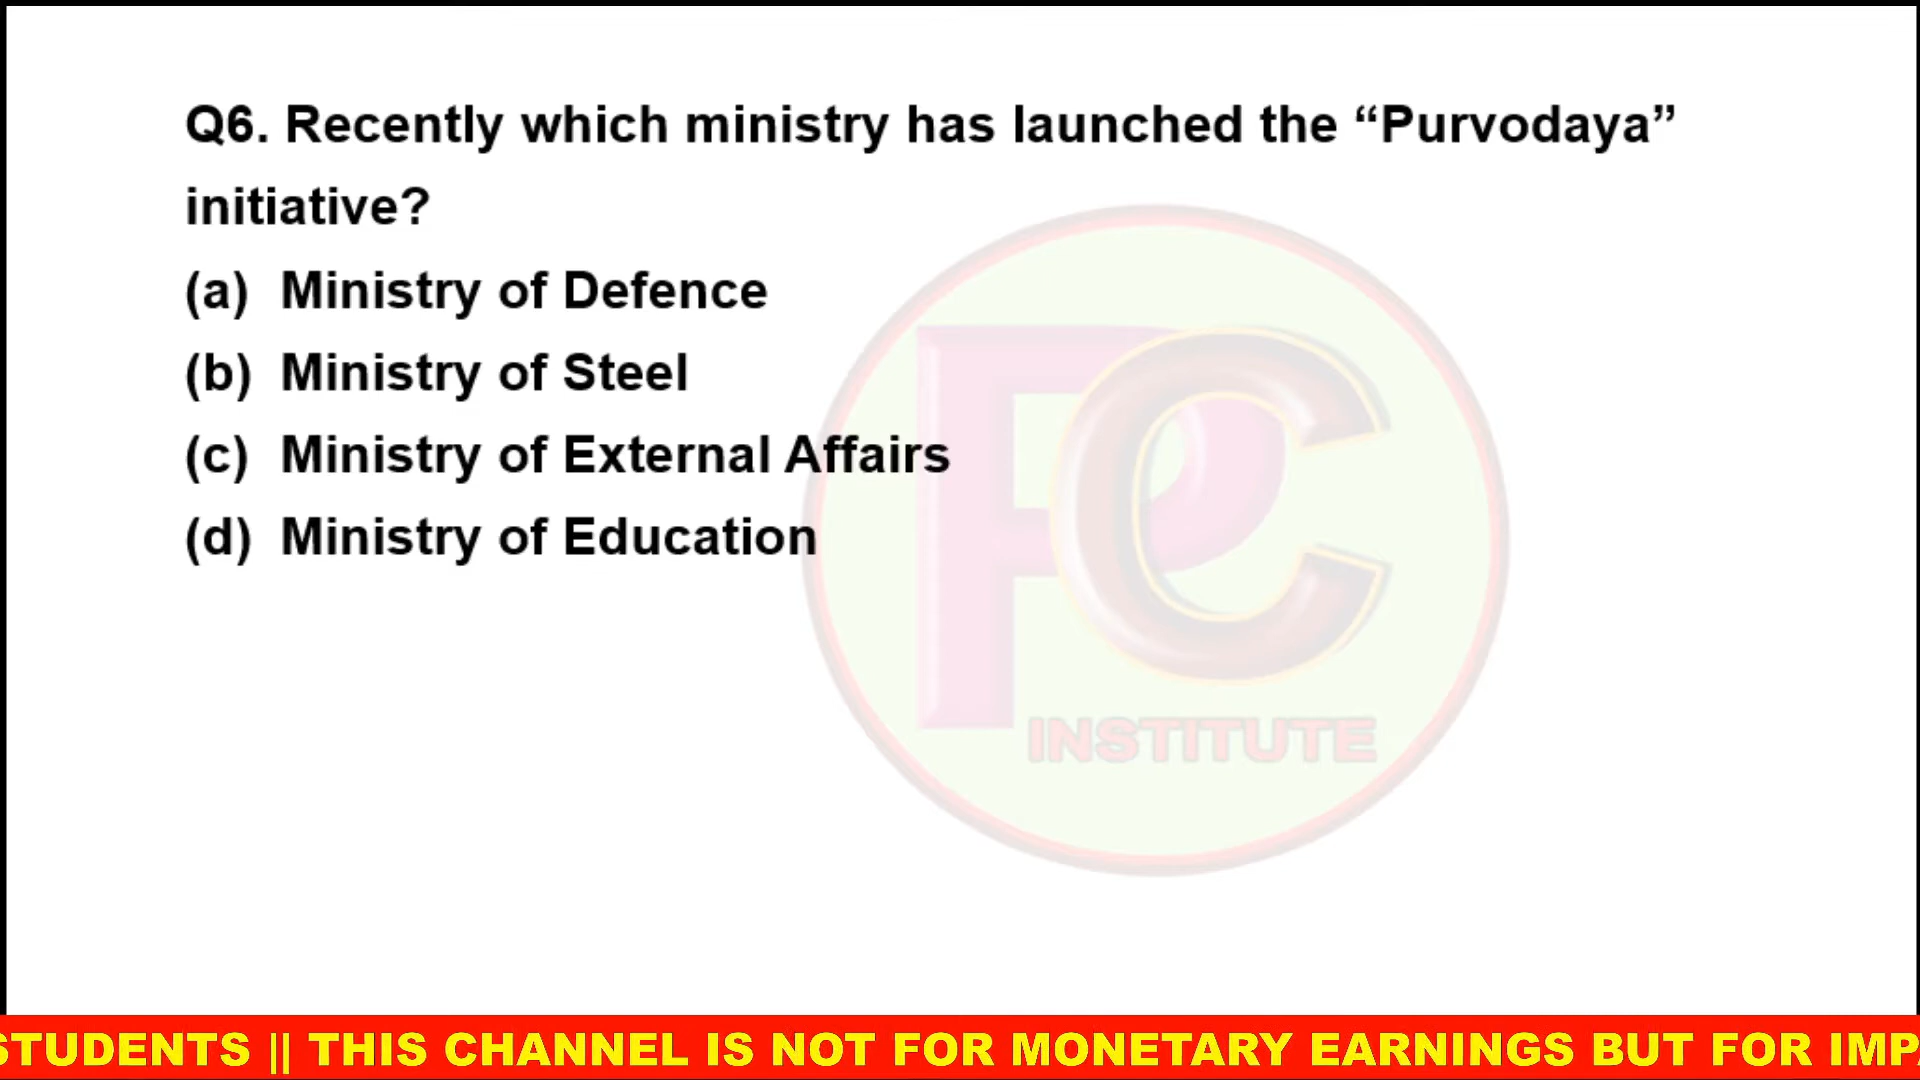 Q6. Recently which ministry has launched the “Purvodaya”
initiative?
(a) Ministry of Defence
(b) Ministry of Steel
(c) Ministry of External Affairs
(d) Ministry of Education
PC
INSTITUTE
STUDENTS || THIS CHANNEL IS NOT FOR MONETARY EARNINGS BUT FOR IMP